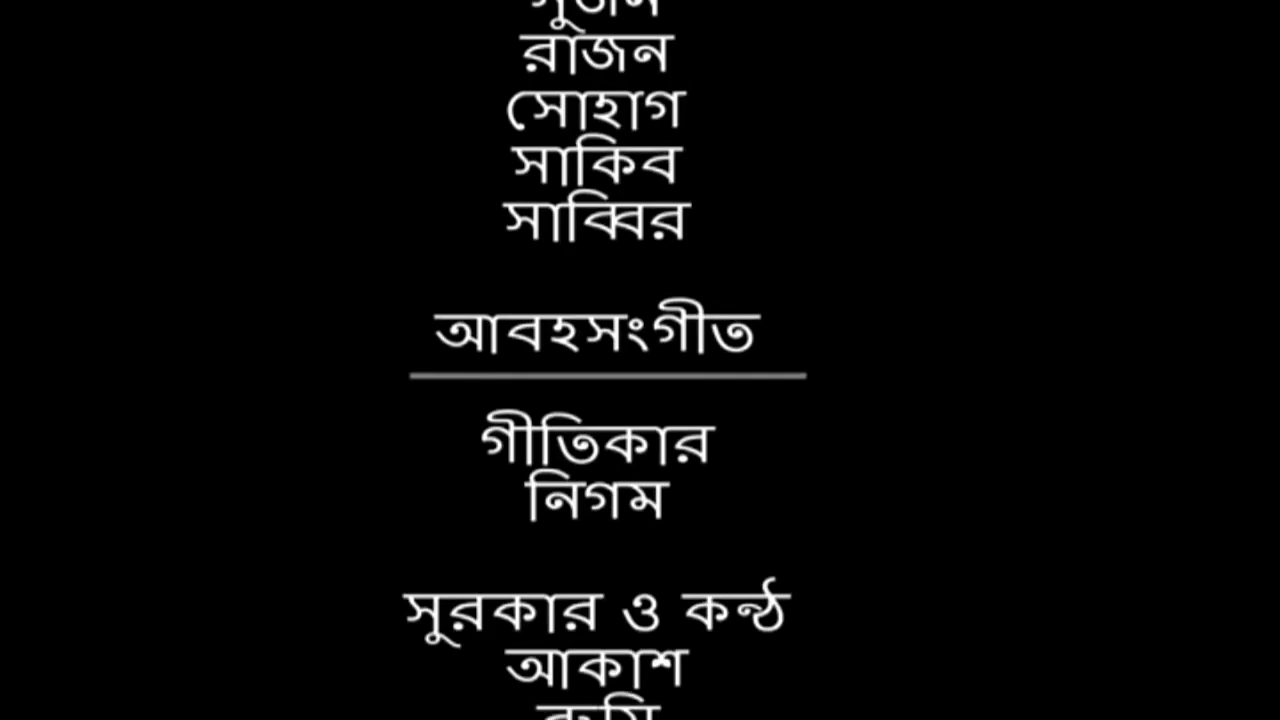 রাজন
সোহাগ
সাকিব
সাব্বির
আবহসংগীত
গীতিকার
নিগম
সুরকার ও কন্ঠ
আকাশ